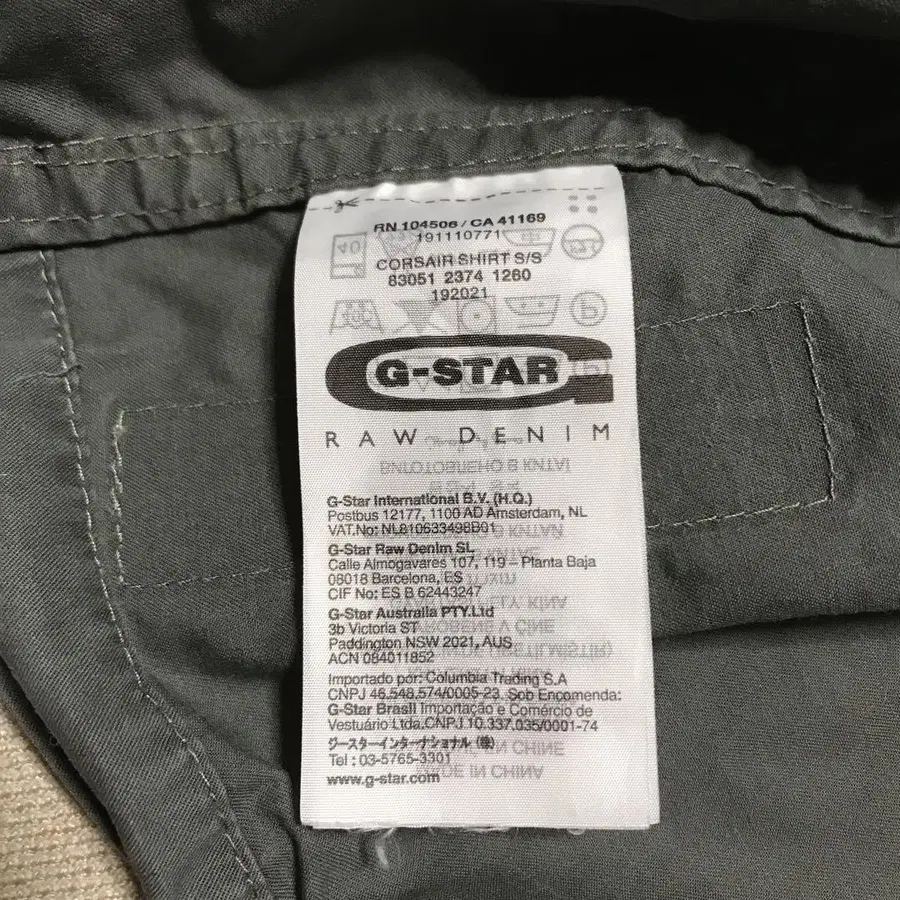 RN 104506 / CA 41169
191110771
CORSAIR SHIRT S/S
83051 2374 1260
192021
G-STAR
RAW DENIM
G-Star International B.V. (H.Q.)
Postbus 12177, 1100 AD Amsterdam, NL
VAT.No: NL810633498B01
G-Star Raw Denim SL
Calle Almogavares 107, 119 – Planta Baja
08018 Barcelona, ES
CIF No: ES B 62443247
G-Star Australia PTY.Ltd
3b Victoria ST
Paddington NSW 2021, AUS
ACN 084011852
Importado por: Columbia Trading S.A
CNPJ 46.548.574/0005-23 Sob Encomenda:
G-Star Brasil Importação e Comércio de
Vestuário Ltda.CNPJ 10.337.035/0001-74
ジースターインターナショナル (株)
Tel : 03-5765-3301
www.g-star.com
MADE IN CHINA